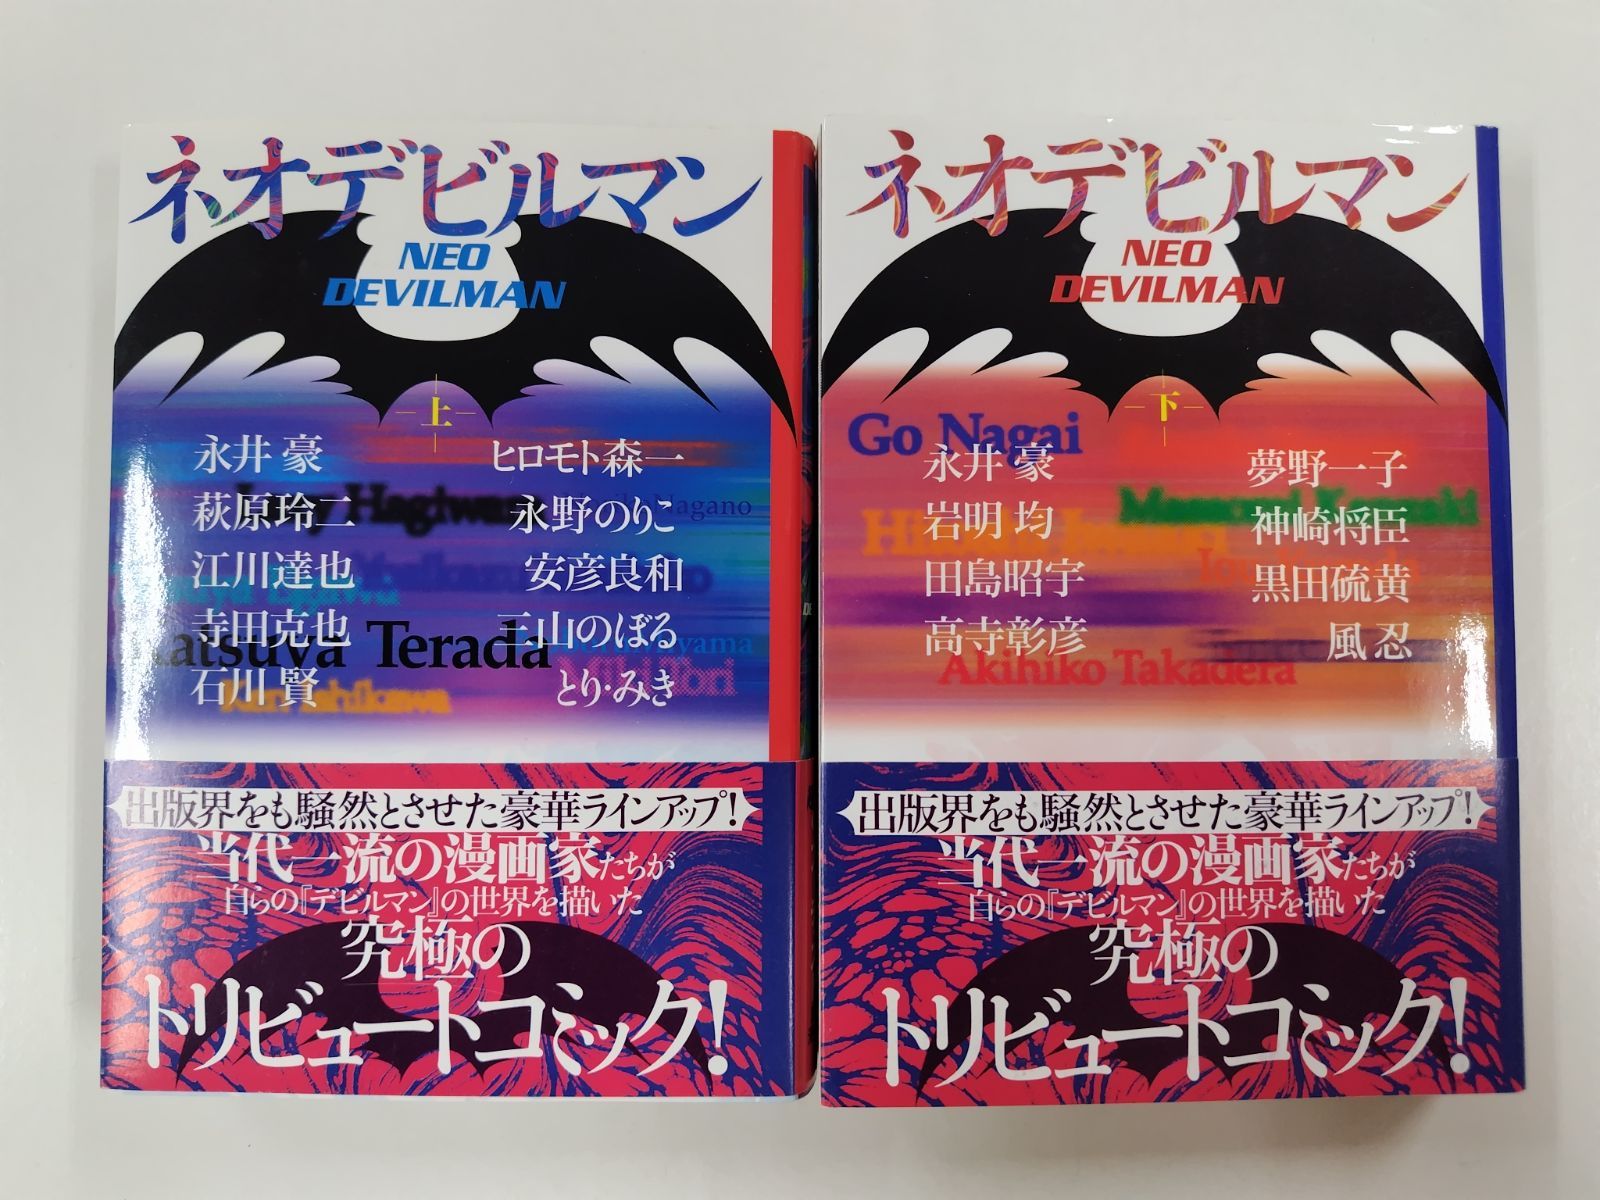 ネオデビルマン
NEO
DEVILMAN
上
永井 豪
ヒロモト森一
萩原玲二
永野のりこ
江川達也
安彦良和
寺田克也
三山のぼる
石川 賢
とり・みき
Katsuya Terada
出版界をも騒然とさせた豪華ラインアップ!
当代一流の漫画家たちが
自らの『デビルマン』の世界を描いた
究極の
トリビュートコミック!
ネオデビルマン
NEO
DEVILMAN
下
Go Nagai
永井 豪
夢野一子
岩明 均
神崎将臣
田島昭宇
黒田硫黄
高寺彰彦
風 忍
Akihiko Takadera
出版界をも騒然とさせた豪華ラインアップ!
当代一流の漫画家たちが
自らの『デビルマン』の世界を描いた
究極の
トリビュートコミック!